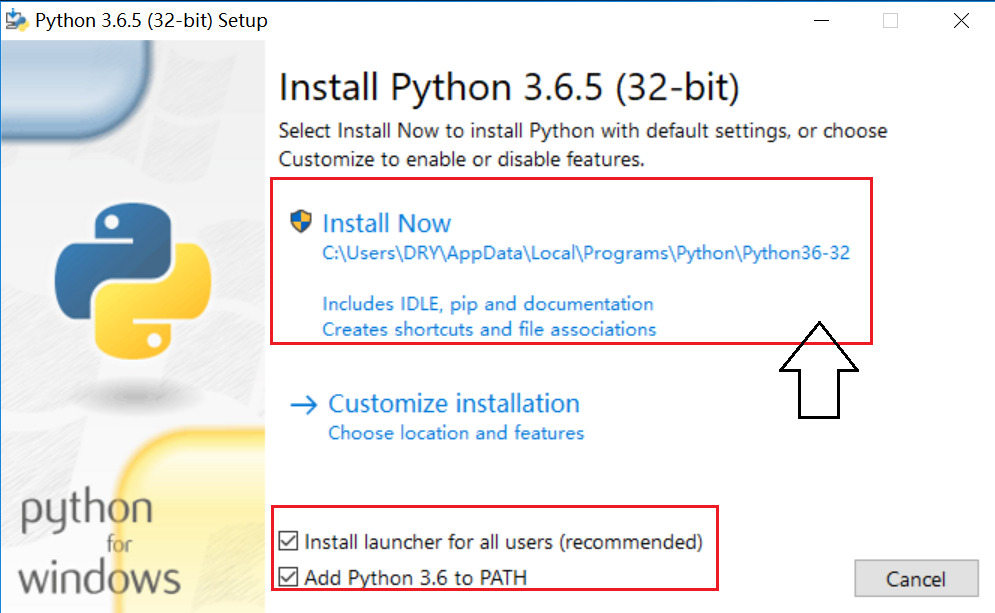 Python 3.6.5 (32-bit) Setup
Install Python 3.6.5 (32-bit)
Select Install Now to install Python with default settings, or choose
Customize to enable or disable features.
Install Now
C:\Users\DRY\AppData\Local\Programs\Python\Python36-32
Includes IDLE, pip and documentation
Creates shortcuts and file associations
Customize installation
Choose location and features
python
for
windows
Install launcher for all users (recommended)
Add Python 3.6 to PATH
Cancel